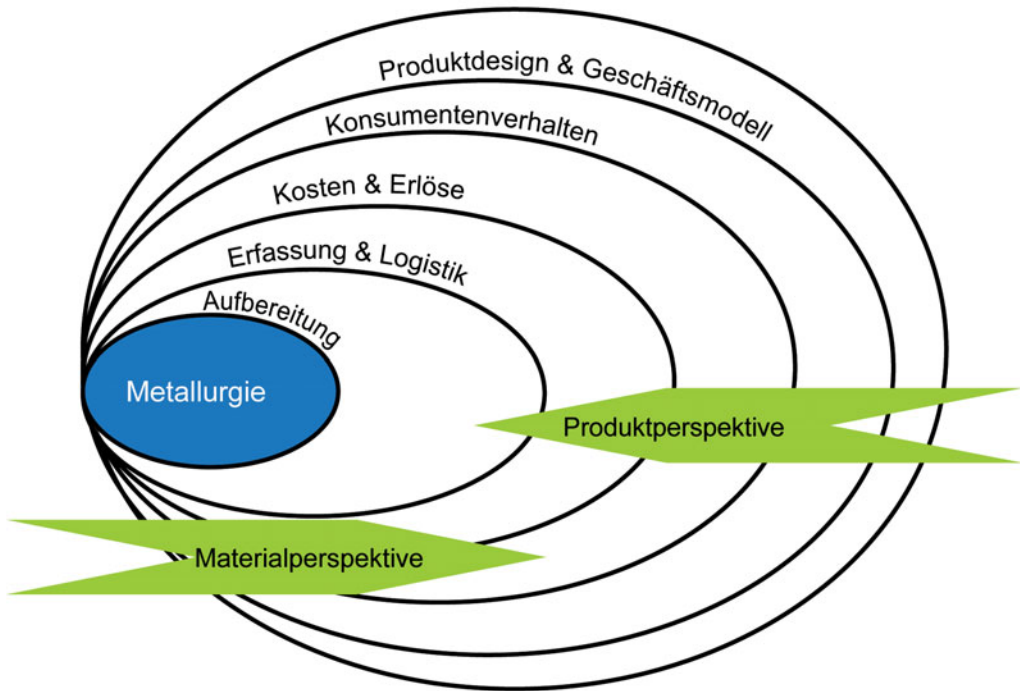 Produktdesign & Geschäftsmodell
Konsumentenverhalten
Kosten & Erlöse
Erfassung & Logistik
Aufbereitung
Metallurgie
Produktperspektive
Materialperspektive